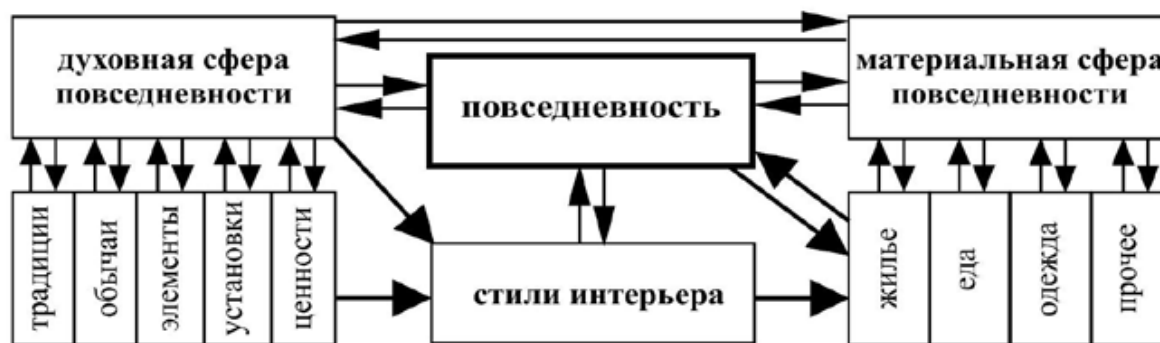 духовная сфера
повседневности
повседневность
материальная сфера
повседневности
традиции
обычаи
элементы
установки
ценности
стили интерьера
жилье
еда
одежда
прочее